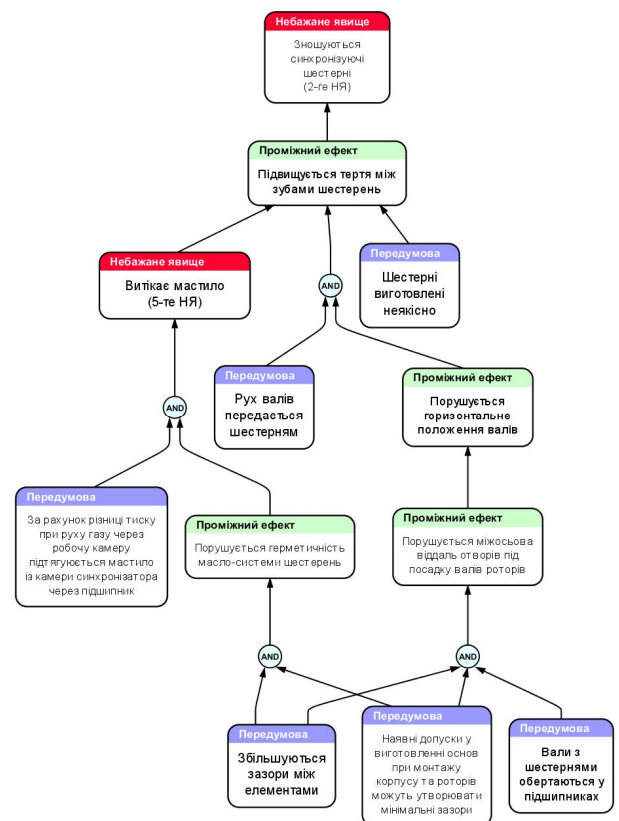 Небажане явище
Зношуються
синхронізуючі
шестерні
(2-ге НЯ)
Проміжний ефект
Підвищується тертя між
зубами шестерень
Небажане явище
Витікає мастило
(5-те НЯ)
AND
Передумова
Шестерні
виготовлені
неякісно
Передумова
Рух валів
передається
шестерням
Проміжний ефект
Порушується
горизонтальне
положення валів
AND
Передумова
За рахунок різниці тиску
при руху газу через
робочу камеру
підтягуюється мастило
із камери синхронізатора
через підшипник
Проміжний ефект
Порушується герметичність
масло-системи шестерень
Проміжний ефект
Порушується міжосьова
віддаль отворів під
посадку валів роторів
AND
AND
Передумова
Збільшуються
зазори між
елементами
Передумова
Наявні допуски у
виготовленні основ
при монтажу
корпусу та роторів
можуть утворювати
мінімальні зазори
Передумова
Вали з
шестернями
обертаються у
підшипниках